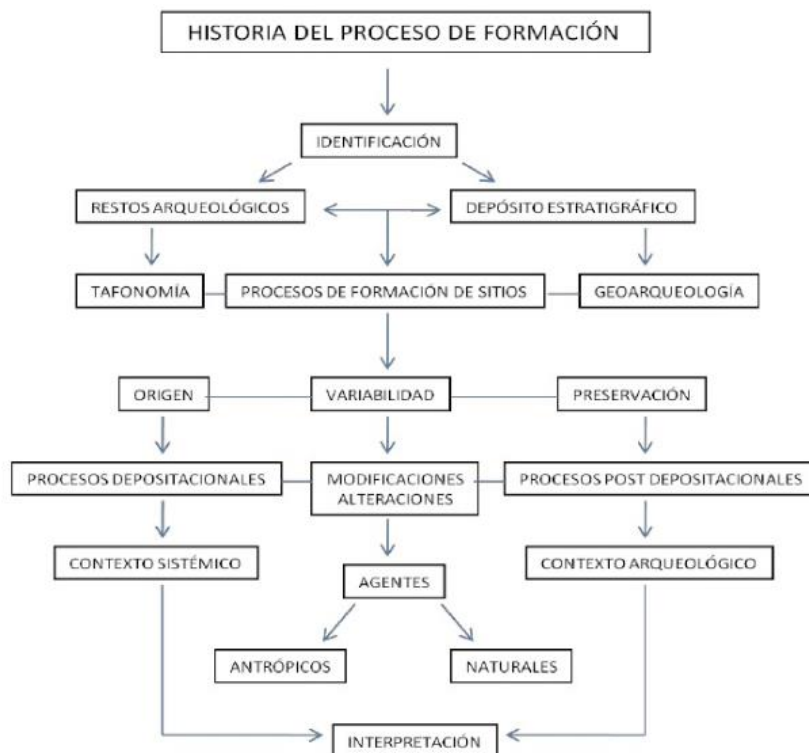 HISTORIA DEL PROCESO DE FORMACIÓN
IDENTIFICACIÓN
RESTOS ARQUEOLÓGICOS
DEPÓSITO ESTRATIGRÁFICO
TAFONOMÍA
PROCESOS DE FORMACIÓN DE SITIOS
GEOARQUEOLOGÍA
ORIGEN
VARIABILIDAD
PRESERVACIÓN
PROCESOS DEPOSITACIONALES
MODIFICACIONES
ALTERACIONES
PROCESOS POST DEPOSITACIONALES
CONTEXTO SISTÉMICO
AGENTES
CONTEXTO ARQUEOLÓGICO
ANTRÓPICOS
NATURALES
INTERPRETACIÓN